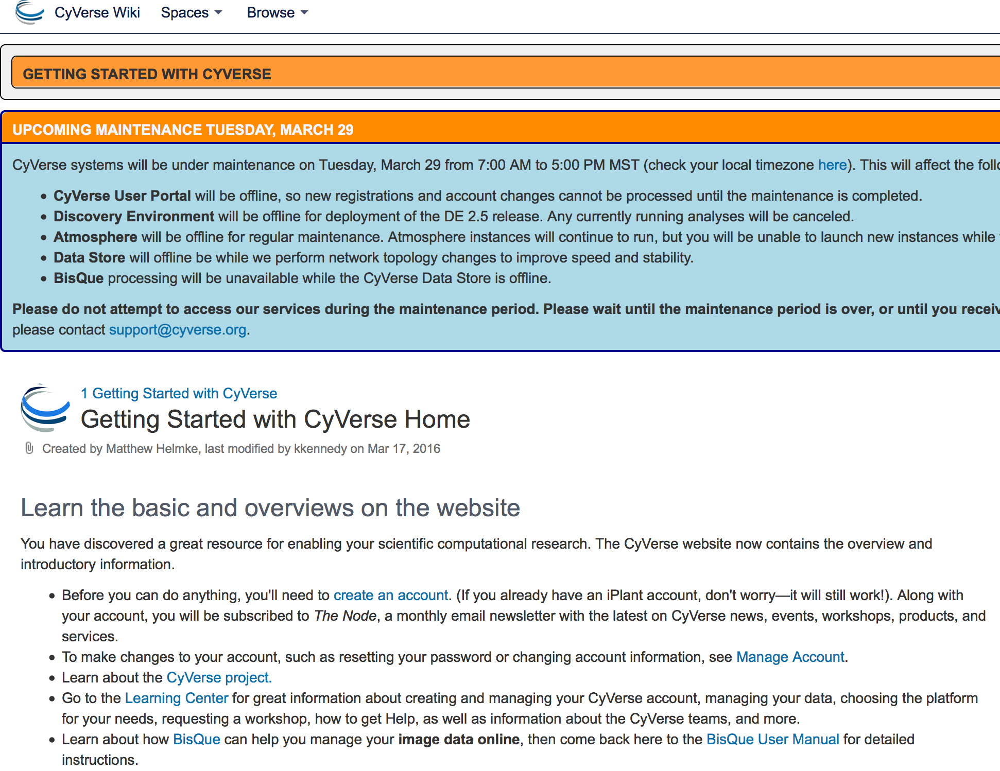 CyVerse Wiki Spaces Browse
GETTING STARTED WITH CYVERSE
UPCOMING MAINTENANCE TUESDAY, MARCH 29
CyVerse systems will be under maintenance on Tuesday, March 29 from 7:00 AM to 5:00 PM MST (check your local timezone here). This will affect the
• CyVerse User Portal will be offline, so new registrations and account changes cannot be processed until the maintenance is completed.
• Discovery Environment will be offline for deployment of the DE 2.5 release. Any currently running analyses will be canceled.
• Atmosphere will be offline for regular maintenance. Atmosphere instances will continue to run, but you will be unable to launch new instances while
• Data Store will offline be while we perform network topology changes to improve speed and stability.
• BisQue processing will be unavailable while the CyVerse Data Store is offline.
Please do not attempt to access our services during the maintenance period. Please wait until the maintenance period is over, or until you
please contact support@cyverse.org.
1 Getting Started with CyVerse
Getting Started with CyVerse Home
Created by Matthew Helmke, last modified by kkennedy on Mar 17, 2016
Learn the basic and overviews on the website
You have discovered a great resource for enabling your scientific computational research. The CyVerse website now contains the overview and
introductory information.
• Before you can do anything, you'll need to create an account. (If you already have an iPlant account, don't worry—it will still work!). Along with
your account, you will be subscribed to The Node, a monthly email newsletter with the latest on CyVerse news, events, workshops, products, and
services.
• To make changes to your account, such as resetting your password or changing account information, see Manage Account.
• Learn about the CyVerse project.
• Go to the Learning Center for great information about creating and managing your CyVerse account, managing your data, choosing the platform
for your needs, requesting a workshop, how to get Help, as well as information about the CyVerse teams, and more.
• Learn about how BisQue can help you manage your image data online, then come back here to the BisQue User Manual for detailed
instructions.